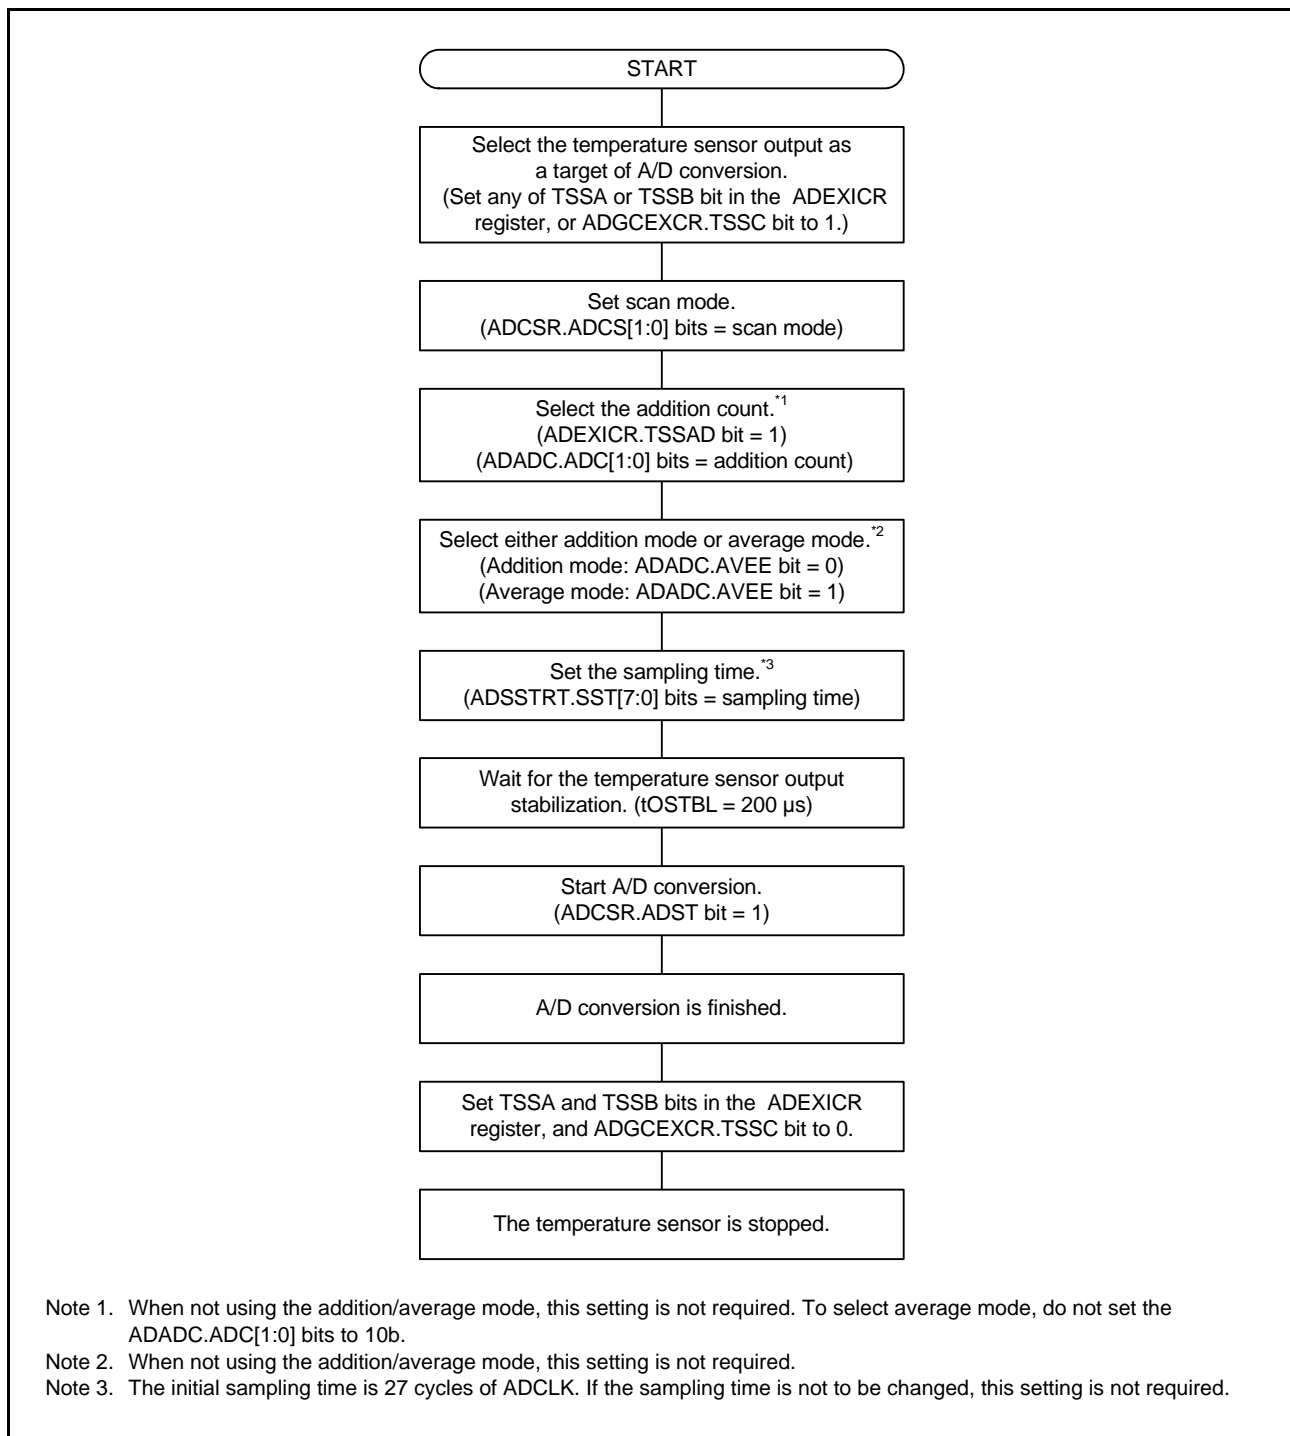 START
Select the temperature sensor output as
a target of A/D conversion.
(Set any of TSSA or TSSB bit in the ADEXICR
register, or ADGCEXCR.TSSC bit to 1.)
Set scan mode.
(ADCSR.ADCS[1:0] bits = scan mode)
Select the addition count.*1
(ADEXICR.TSSAD bit = 1)
(ADADC.ADC[1:0] bits = addition count)
Select either addition mode or average mode.*2
(Addition mode: ADADC.AVEE bit = 0)
(Average mode: ADADC.AVEE bit = 1)
Set the sampling time.*3
(ADSSTRT.SST[7:0] bits = sampling time)
Wait for the temperature sensor output
stabilization. (tOSTBL = 200 μs)
Start A/D conversion.
(ADCSR.ADST bit = 1)
A/D conversion is finished.
Set TSSA and TSSB bits in the ADEXICR
register, and ADGCEXCR.TSSC bit to 0.
The temperature sensor is stopped.
Note 1. When not using the addition/average mode, this setting is not required. To select average mode, do not set the
ADADC.ADC[1:0] bits to 10b.
Note 2. When not using the addition/average mode, this setting is not required.
Note 3. The initial sampling time is 27 cycles of ADCLK. If the sampling time is not to be changed, this setting is not required.